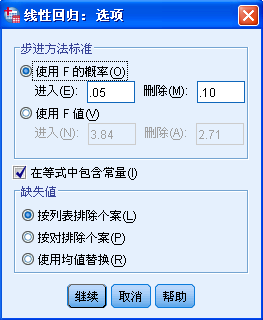 线性回归：选项
步进方法标准
使用 F 的概率(O)
进入(E): .05 删除(M): .10
使用 F 值(V)
进入(N): 3.84 删除(A): 2.71
在等式中包含常量(I)
缺失值
按列表排除个案(L)
按对排除个案(P)
使用均值替换(R)
继续 取消 帮助